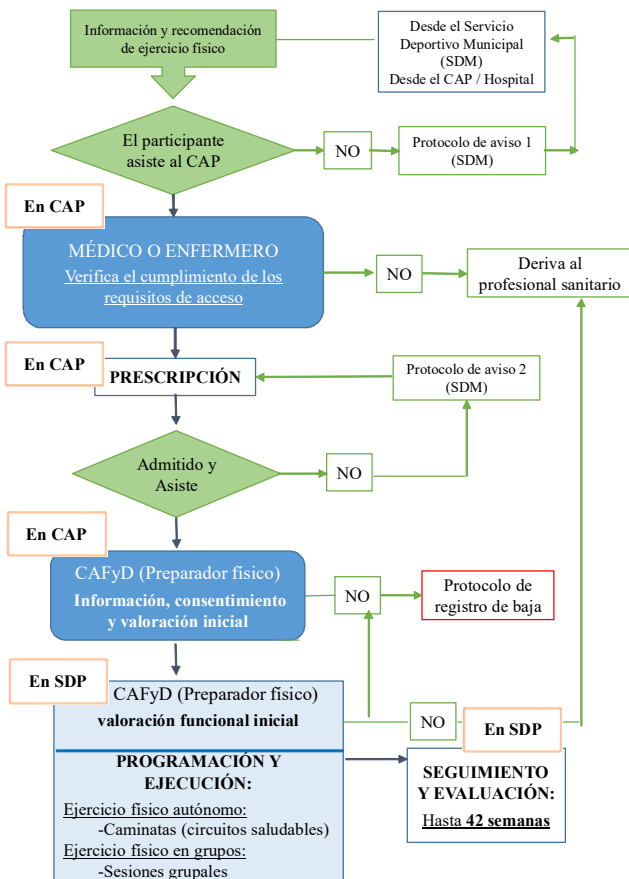 Información y recomendación
de ejercicio físico
Desde el Servicio
Deportivo Municipal
(SDM)
Desde el CAP / Hospital
El participante
asiste al CAP
NO
Protocolo de aviso 1
(SDM)
En CAP
MÉDICO O ENFERMERO
Verifica el cumplimiento de los
requisitos de acceso
NO
Deriva al
profesional sanitario
En CAP
PRESCRIPCIÓN
Protocolo de aviso 2
(SDM)
Admitido y
Asiste
NO
En CAP
CAFyD (Preparador físico)
Información, consentimiento
y valoración inicial
NO
Protocolo de
registro de baja
En SDP
CAFyD (Preparador físico)
valoración funcional inicial
NO
En SDP
PROGRAMACIÓN Y
EJECUCIÓN:
Ejercicio físico autónomo:
-Caminatas (circuitos saludables)
Ejercicio físico en grupos:
-Sesiones grupales
SEGUIMIENTO
Y EVALUACIÓN:
Hasta 42 semanas